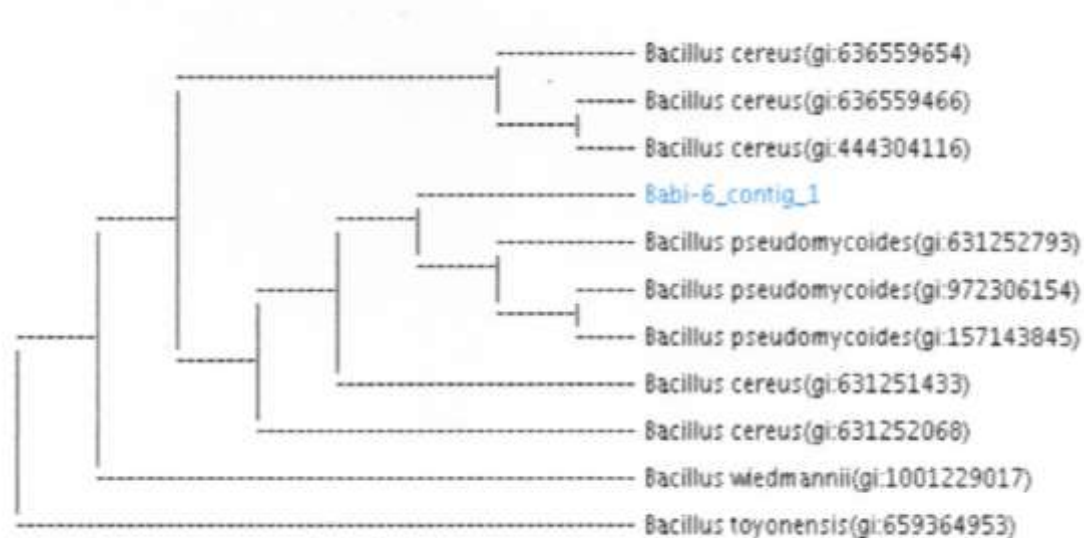 Bacillus cereus(gi:636559654)
Bacillus cereus(gi:636559466)
Bacillus cereus(gi:444304116)
Babi-6_contig_1
Bacillus pseudomycoides(gi:631252793)
Bacillus pseudomycoides(gi:972306154)
Bacillus pseudomycoides(gi:157143845)
Bacillus cereus(gi:631251433)
Bacillus cereus(gi:631252068)
Bacillus wiedmannii(gi:1001229017)
Bacillus toyonensis(gi:659364953)